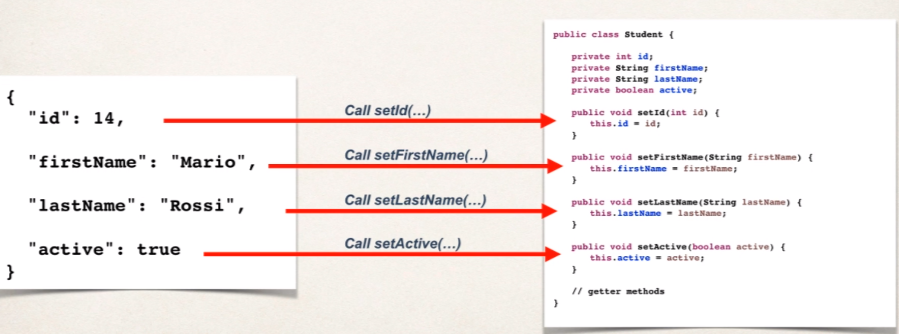 {
"id": 14,
"firstName": "Mario",
"lastName": "Rossi",
"active": true
}
Call setId(...)
Call setFirstName(...)
Call setLastName(...)
Call setActive(...)
public class Student {
private int id;
private String firstName;
private String lastName;
private boolean active;
public void setId(int id) {
this.id = id;
}
public void setFirstName(String firstName) {
this.firstName = firstName;
}
public void setLastName(String lastName) {
this.lastName = lastName;
}
public void setActive(boolean active) {
this.active = active;
}
// getter methods
}